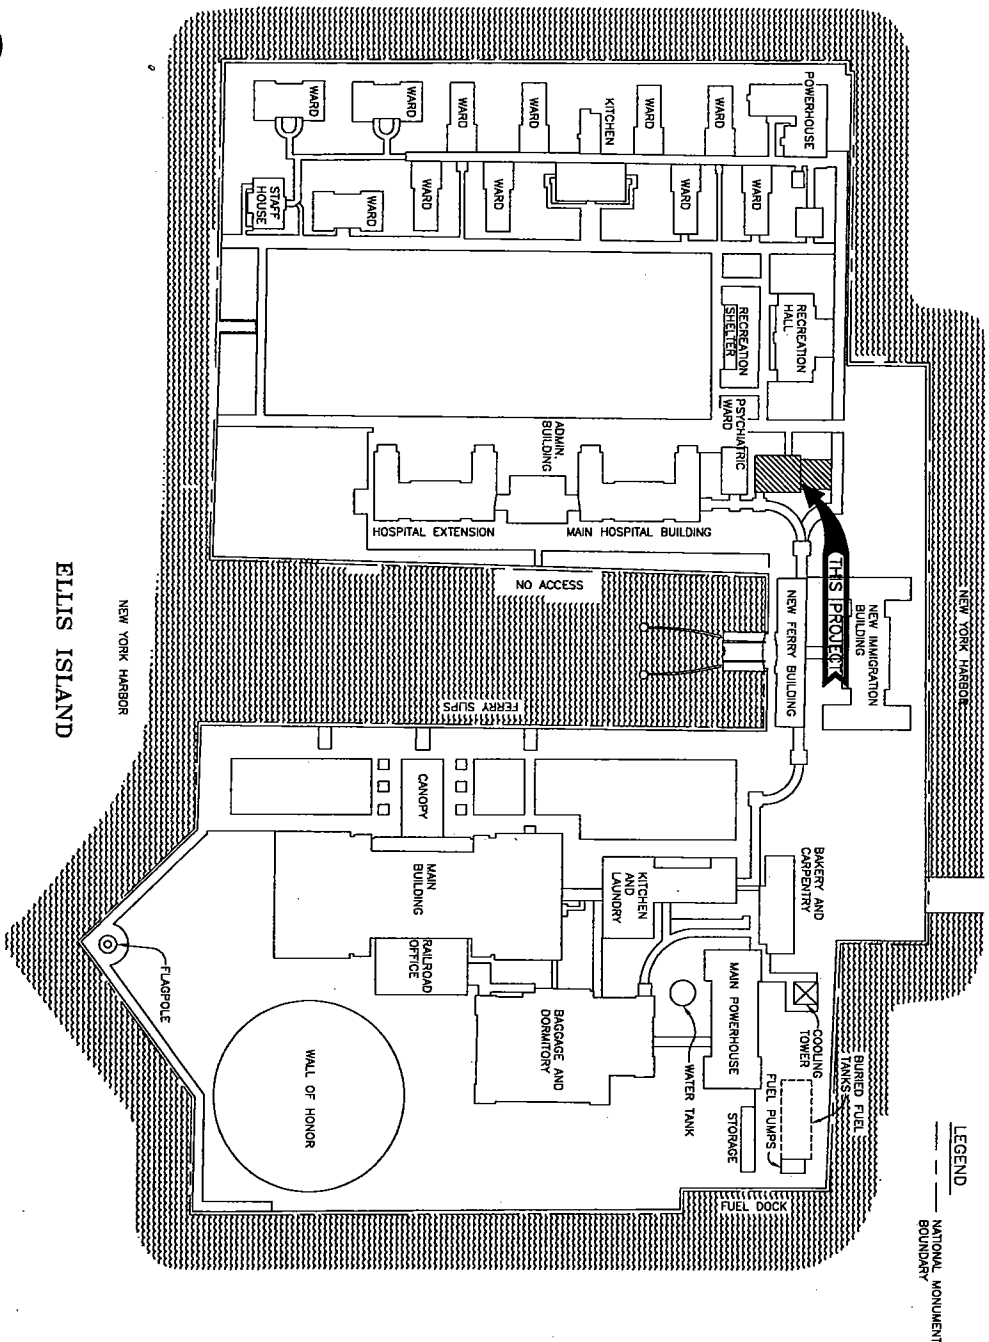 POWERHOUSE
WARD
WARD
KITCHEN
WARD
WARD
WARD
WARD
WARD
WARD
WARD
WARD
WARD
STAFF
HOUSE
RECREATION
HALL
RECREATION
SHELTER
PSYCHIATRIC
WARD
ADMIN.
BUILDING
HOSPITAL EXTENSION
MAIN HOSPITAL BUILDING
THIS PROJECT
NEW IMMIGRATION
BUILDING
NEW FERRY BUILDING
NO ACCESS
FERRY SLIPS
NEW YORK HARBOR
NEW YORK HARBOR
CANOPY
MAIN
BUILDING
KITCHEN
AND
LAUNDRY
BAKERY AND
CARPENTRY
RAILROAD
OFFICE
BAGGAGE AND
DORMITORY
MAIN POWERHOUSE
WATER TANK
COOLING
TOWER
BURIED FUEL
TANKS
FUEL PUMPS
STORAGE
FUEL DOCK
FLAGPOLE
WALL OF HONOR
LEGEND
NATIONAL MONUMENT
BOUNDARY
ELLIS ISLAND